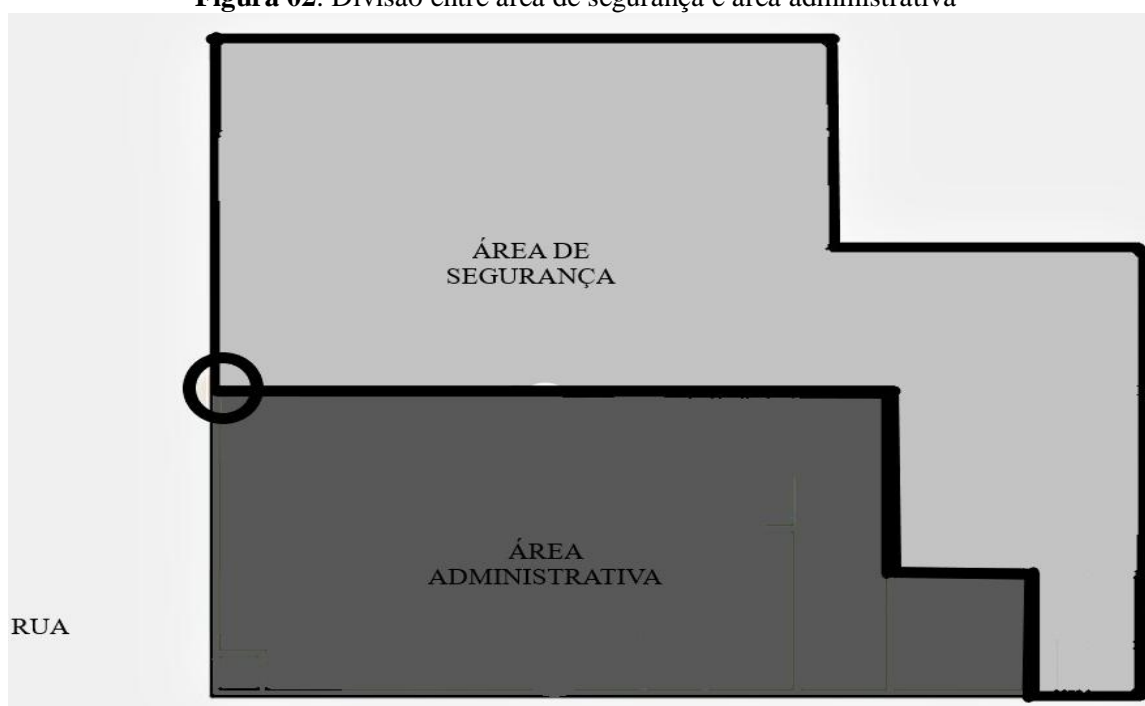 Figura 02: Divisão entre área de segurança e área administrativa
ÁREA DE
SEGURANÇA
ÁREA
ADMINISTRATIVA
RUA